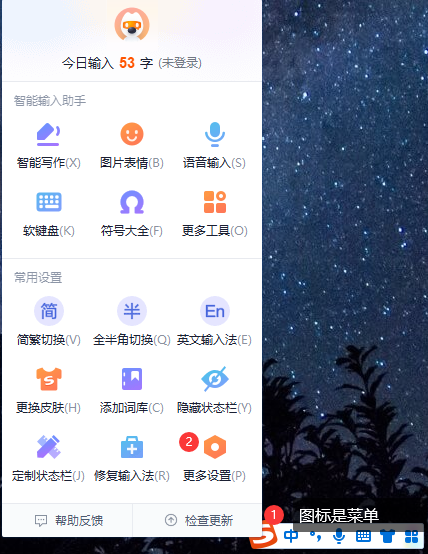 今日输入 53 字 (未登录)
智能输入助手
智能写作(X) 图片表情(B) 语音输入(S)
软键盘(K) 符号大全(F) 更多工具(O)
常用设置
简 半 En
简繁切换(V) 全半角切换(Q) 英文输入法(E)
S
更换皮肤(H) 添加词库(C) 隐藏状态栏(Y)
2
定制状态栏(J) 修复输入法(R) 更多设置(P)
帮助反馈 检查更新
1 图标是菜单
S 中 •,